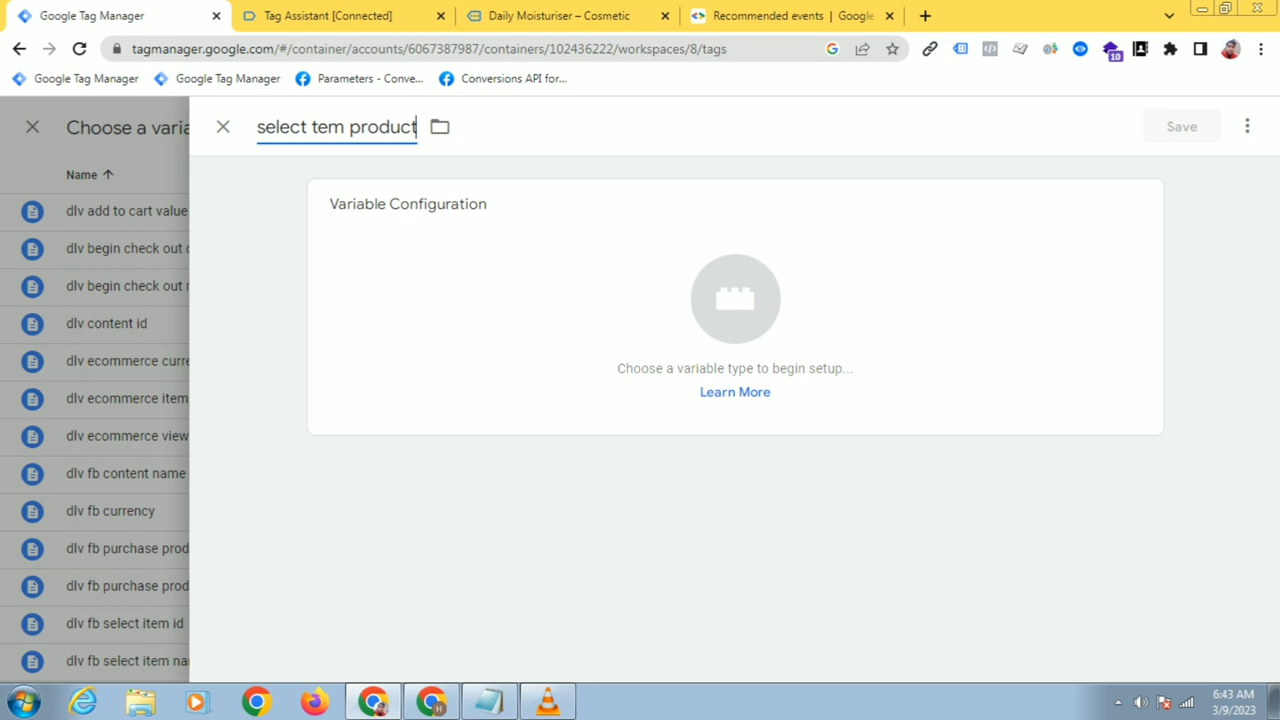 Google Tag Manager
Tag Assistant [Connected]
Daily Moisturiser – Cosmetic
Recommended events | Google
tagmanager.google.com/#/container/accounts/6067387987/containers/102436222/workspaces/8/tags
10
Google Tag Manager
Google Tag Manager
Parameters - Conve...
Conversions API for...
Choose a varia
select tem product
Save
Name
Variable Configuration
dlv add to cart value
dlv begin check out
dlv begin check out
dlv content id
dlv ecommerce curre
dlv ecommerce item
dlv ecommerce view
dlv fb content name
dlv fb currency
dlv fb purchase prod
dlv fb purchase prod
dlv fb select item id
dlv fb select item na
Choose a variable type to begin setup...
Learn More
6:43 AM
3/9/2023